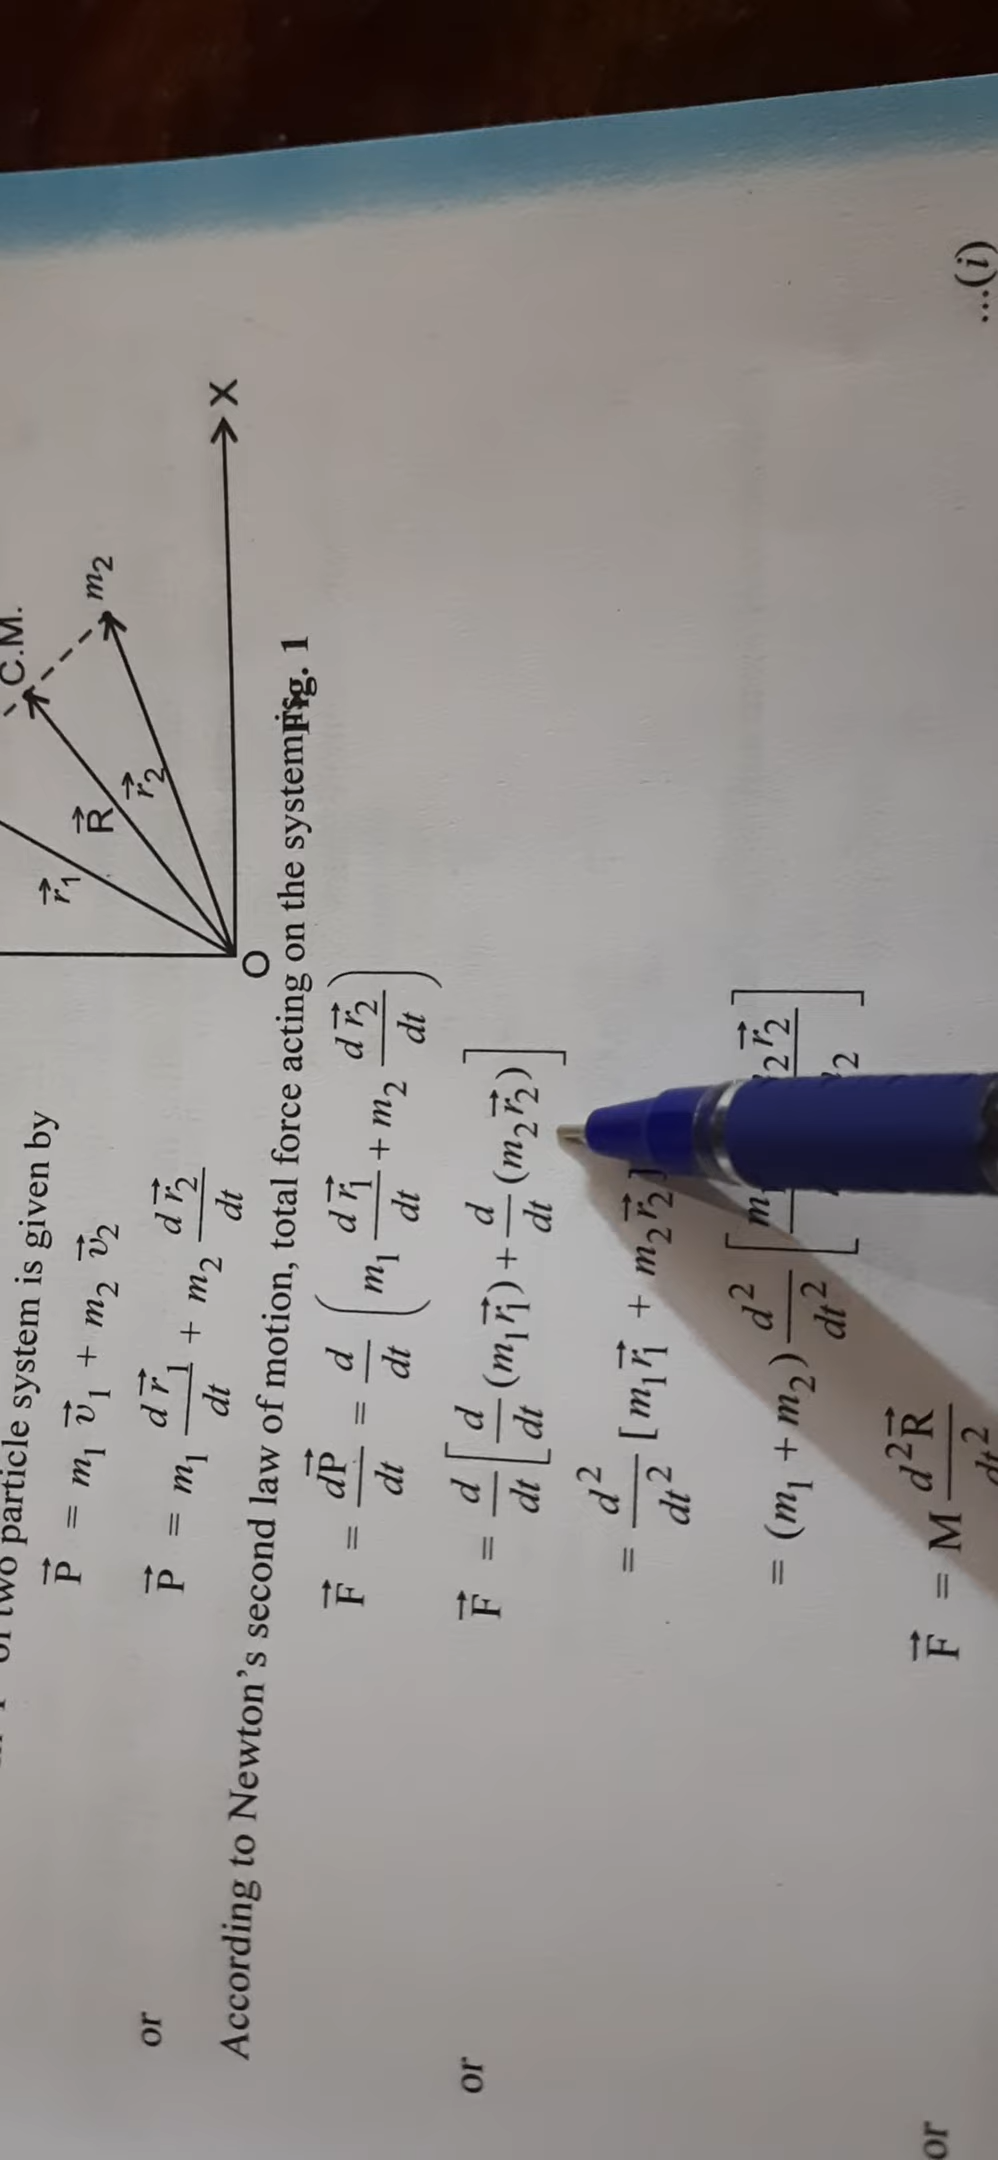 of two particle system is given by
P⃗ = m₁ v⃗₁ + m₂ v⃗₂
or P⃗ = m₁ dr⃗₁/dt + m₂ dr⃗₂/dt
C.M.
m₂
r⃗₁
R⃗
r⃗₂
O
X
Fig. 1
According to Newton's second law of motion, total force acting on the system is
F⃗ = dP⃗/dt = d/dt (m₁ dr⃗₁/dt + m₂ dr⃗₂/dt)
or F⃗ = d/dt [d/dt (m₁r⃗₁) + d/dt (m₂r⃗₂)]
= d²/dt² [m₁r⃗₁ + m₂r⃗₂]
= (m₁ + m₂) d²/dt² [
or F⃗ = M d²R⃗/dt² ...(i)